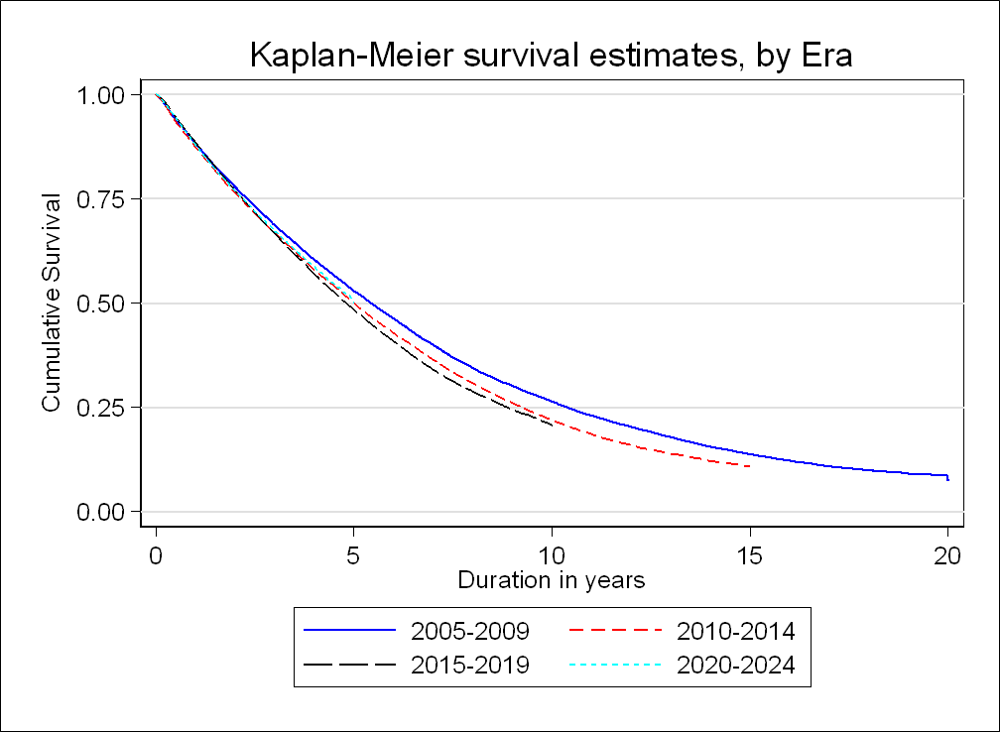 Kaplan-Meier survival estimates, by Era
Cumulative Survival
1.00
0.75
0.50
0.25
0.00
0 5 10 15 20
Duration in years
2005-2009 2010-2014
2015-2019 2020-2024